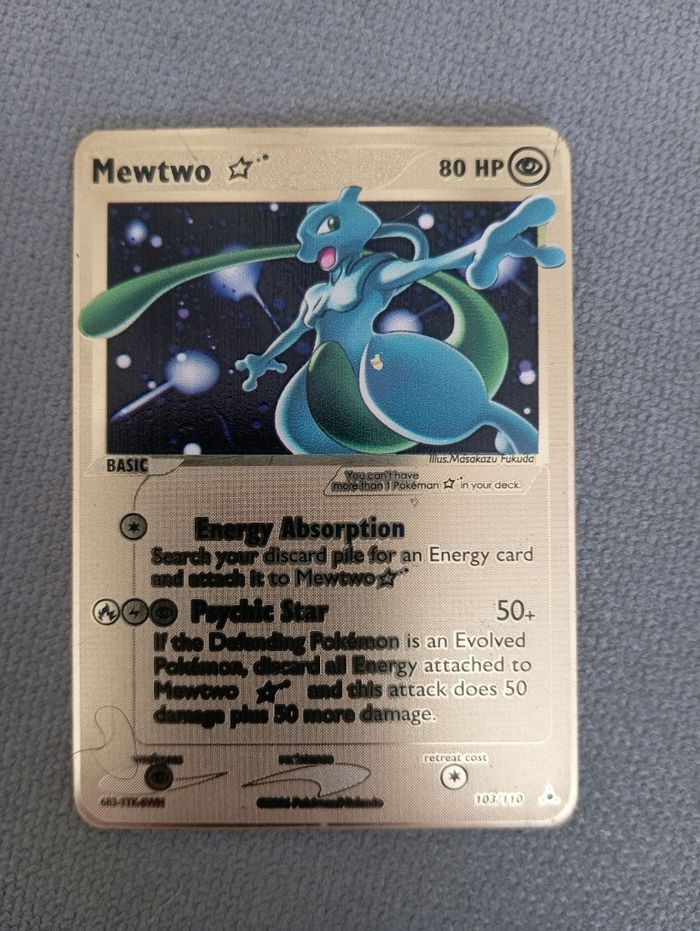 Mewtwo ☆
80 HP
Illus. Masakazu Fukuda
BASIC
You can't have
more than 1 Pokémon ☆ in your deck.
Energy Absorption
Search your discard pile for an Energy card
and attach it to Mewtwo ☆
Psychic Star 50+
If the Defending Pokémon is an Evolved
Pokémon, discard all Energy attached to
Mewtwo ☆ and this attack does 50
damage plus 50 more damage.
weakness resistance retreat cost
103/110